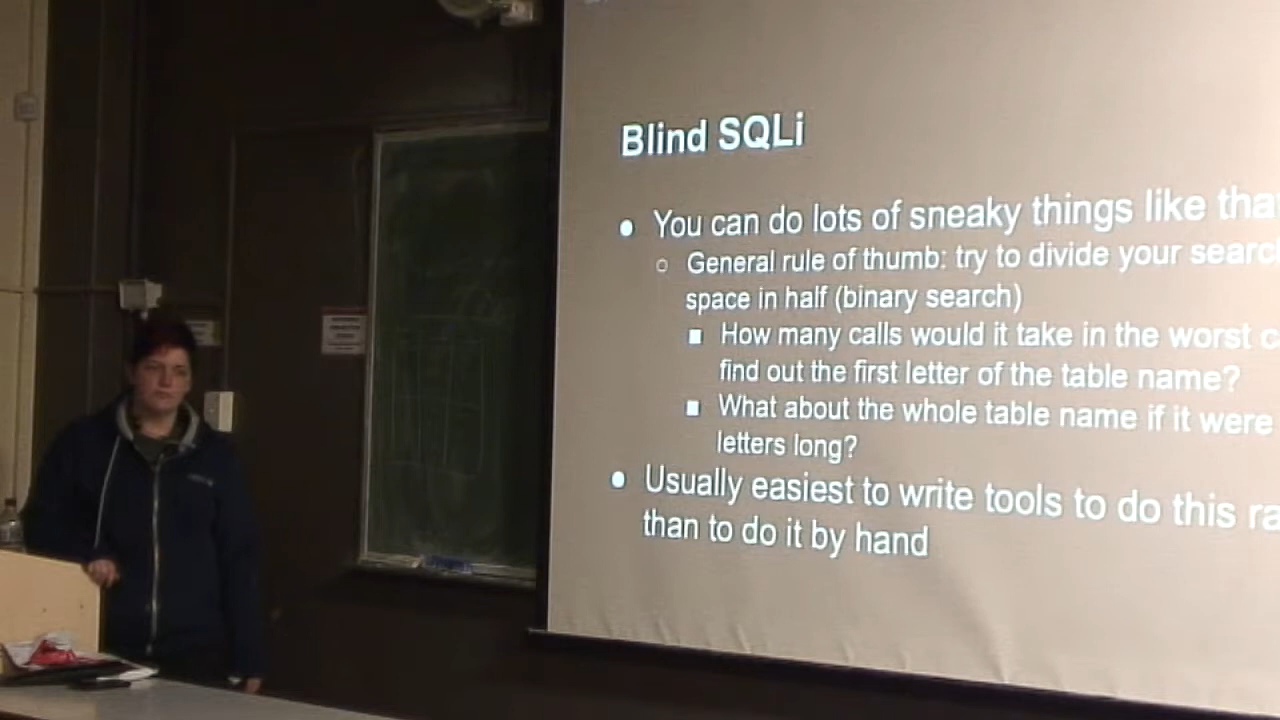 Blind SQLi
• You can do lots of sneaky things like tha
○ General rule of thumb: try to divide your searc
space in half (binary search)
■ How many calls would it take in the worst c
find out the first letter of the table name?
■ What about the whole table name if it were
letters long?
• Usually easiest to write tools to do this ra
than to do it by hand